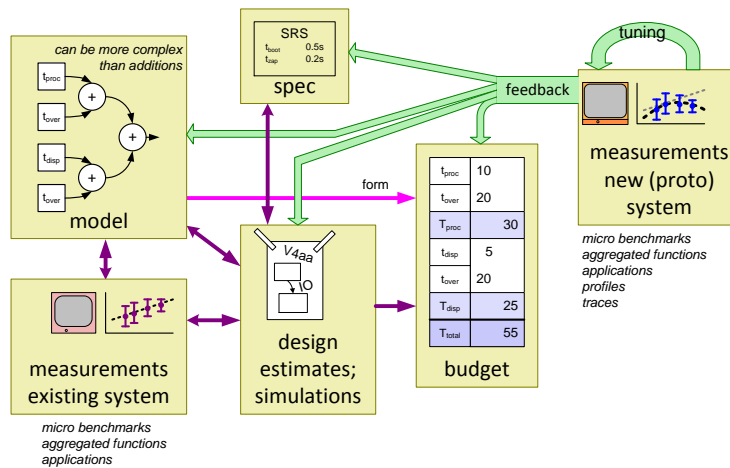 can be more complex
than additions
tproc
tover
tdisp
tover
+
+
+
model
SRS
tboot 0.5s
tzap 0.2s
spec
tuning
feedback
measurements
new (proto)
system
micro benchmarks
aggregated functions
applications
profiles
traces
form
tproc 10
tover 20
Tproc 30
tdisp 5
tover 20
Tdisp 25
Ttotal 55
budget
V4aa
IO
design
estimates;
simulations
measurements
existing system
micro benchmarks
aggregated functions
applications